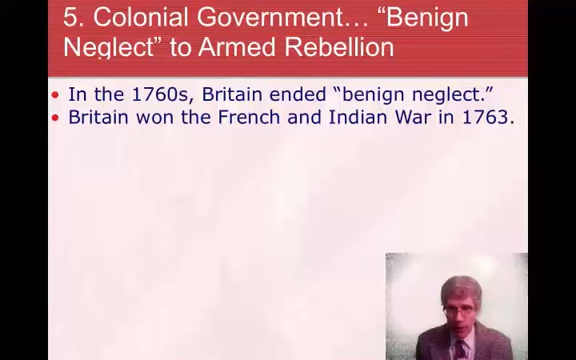 5. Colonial Government… “Benign
Neglect” to Armed Rebellion
• In the 1760s, Britain ended “benign neglect.”
• Britain won the French and Indian War in 1763.